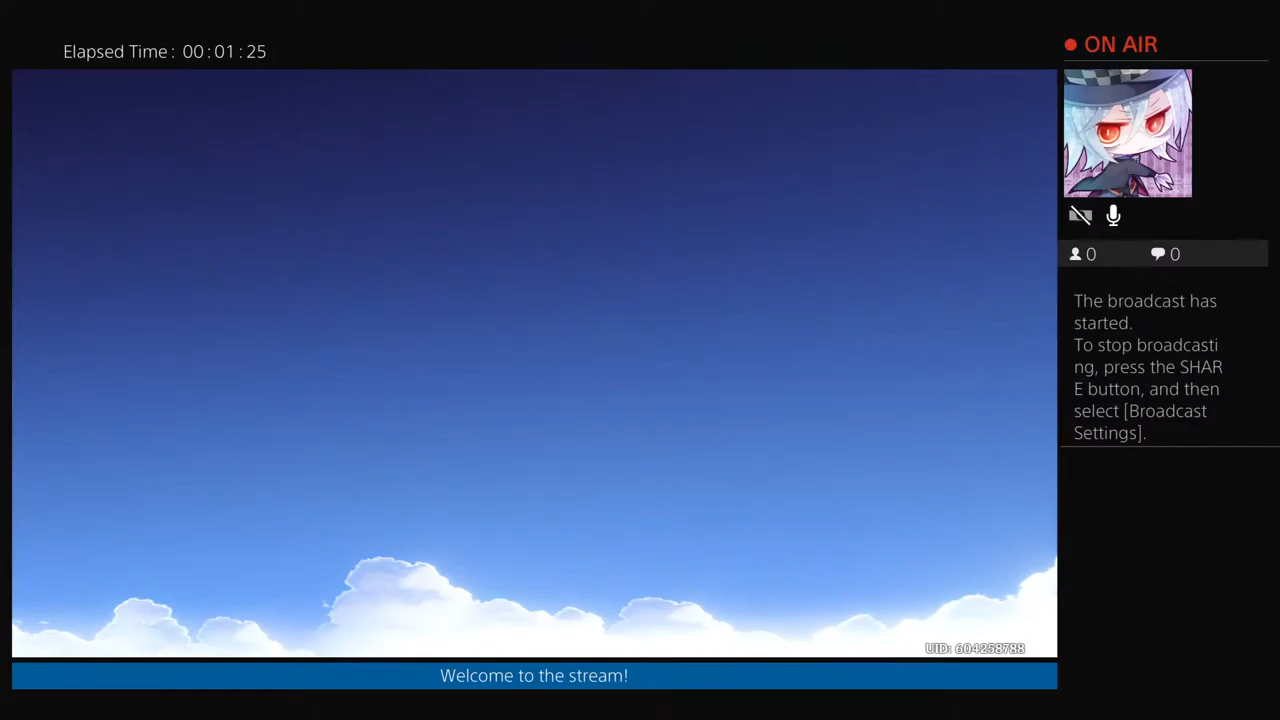 Elapsed Time: 00:01:25
ON AIR
0 0
The broadcast has
started.
To stop broadcasti
ng, press the SHAR
E button, and then
select [Broadcast
Settings].
UID: 604258788
Welcome to the stream!